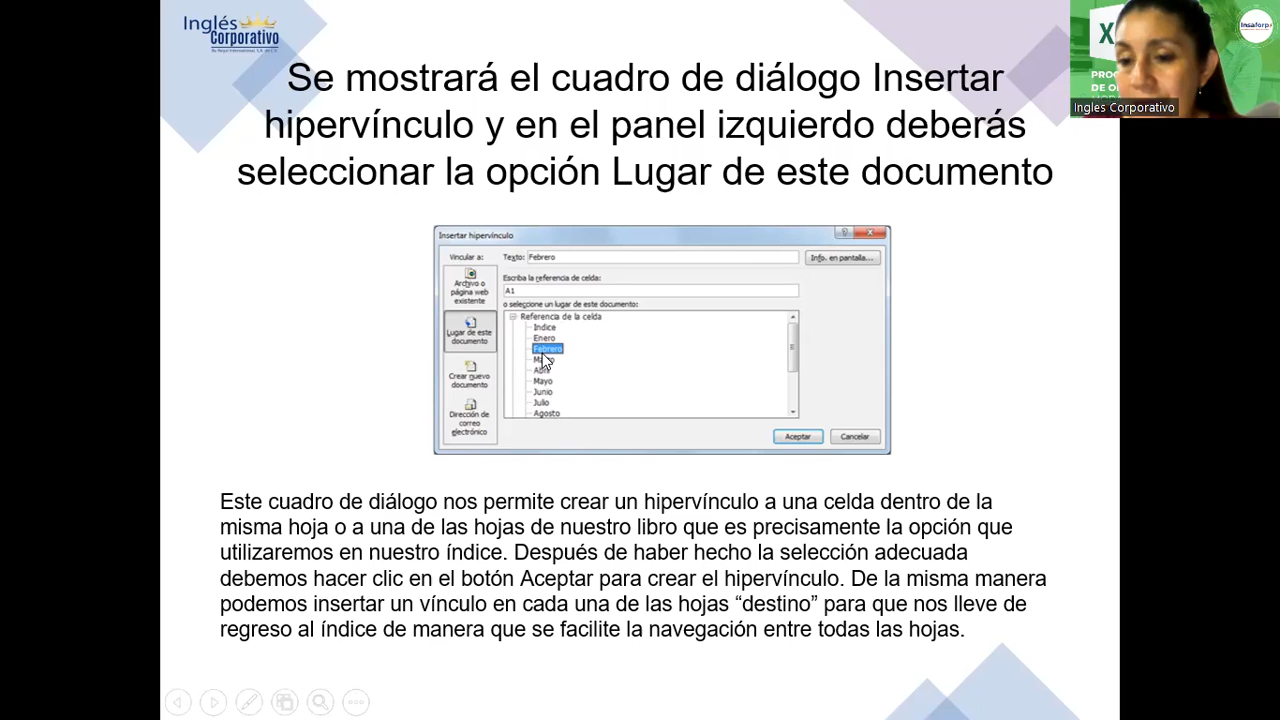 Inglés
Corporativo
By Royal International, S.A. de C.V.
Se mostrará el cuadro de diálogo Insertar
hipervínculo y en el panel izquierdo deberás
seleccionar la opción Lugar de este documento
Insertar hipervínculo
Vincular a:
Texto: Febrero
Info. en pantalla...
Archivo o
página web
existente
Escriba la referencia de celda:
A1
o seleccione un lugar de este documento:
Lugar de este
documento
Referencia de la celda
Indice
Enero
Febrero
Abril
Mayo
Junio
Julio
Agosto
Crear nuevo
documento
Dirección de
correo
electrónico
Aceptar
Cancelar
Este cuadro de diálogo nos permite crear un hipervínculo a una celda dentro de la
misma hoja o a una de las hojas de nuestro libro que es precisamente la opción que
utilizaremos en nuestro índice. Después de haber hecho la selección adecuada
debemos hacer clic en el botón Aceptar para crear el hipervínculo. De la misma manera
podemos insertar un vínculo en cada una de las hojas “destino” para que nos lleve de
regreso al índice de manera que se facilite la navegación entre todas las hojas.
X
PROG
DE O
Insaforp
Ingles Corporativo